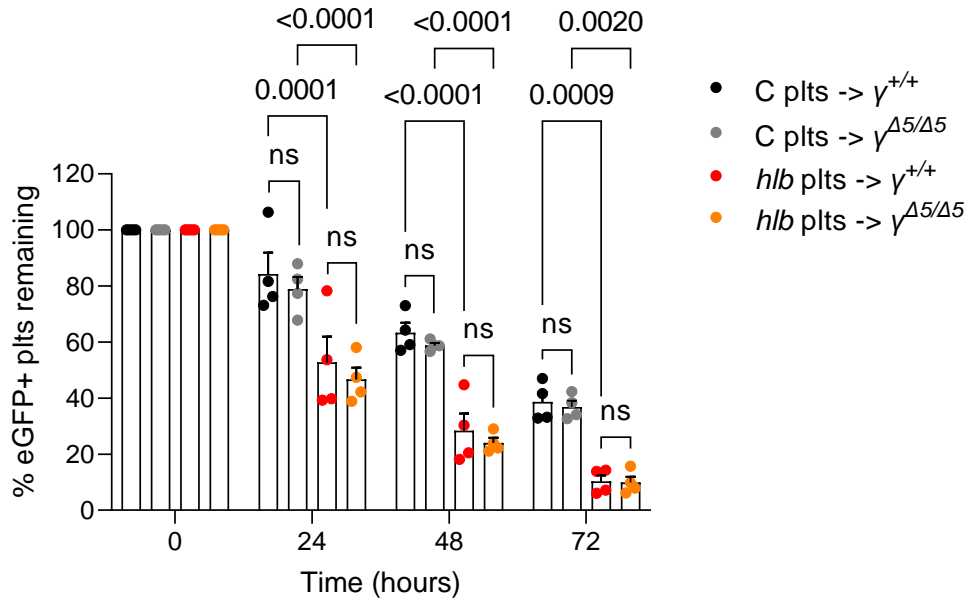 <0.0001 <0.0001 0.0020
0.0001 <0.0001 0.0009
ns ns ns
ns ns ns
120
100
80
60
40
20
0
% eGFP+ plts remaining
0 24 48 72
Time (hours)
C plts -> γ+/+
C plts -> γΔ5/Δ5
hlb plts -> γ+/+
hlb plts -> γΔ5/Δ5